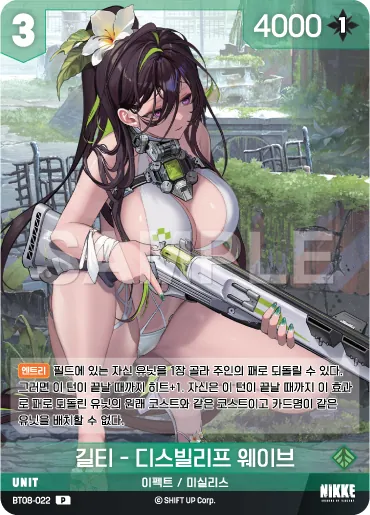 3
4000 1
SAMPLE
엔트리 필드에 있는 자신 유닛을 1장 골라 주인의 패로 되돌릴 수 있다.
그러면 이 턴이 끝날 때까지 히트+1. 자신은 이 턴이 끝날 때까지 이 효과
로 패로 되돌린 유닛의 원래 코스트와 같은 코스트이고 카드명이 같은
유닛을 배치할 수 없다.
길티 - 디스빌리프 웨이브
UNIT
이펙트 / 미실리스
BT08-022 P
© SHIFT UP Corp.
NIKKE